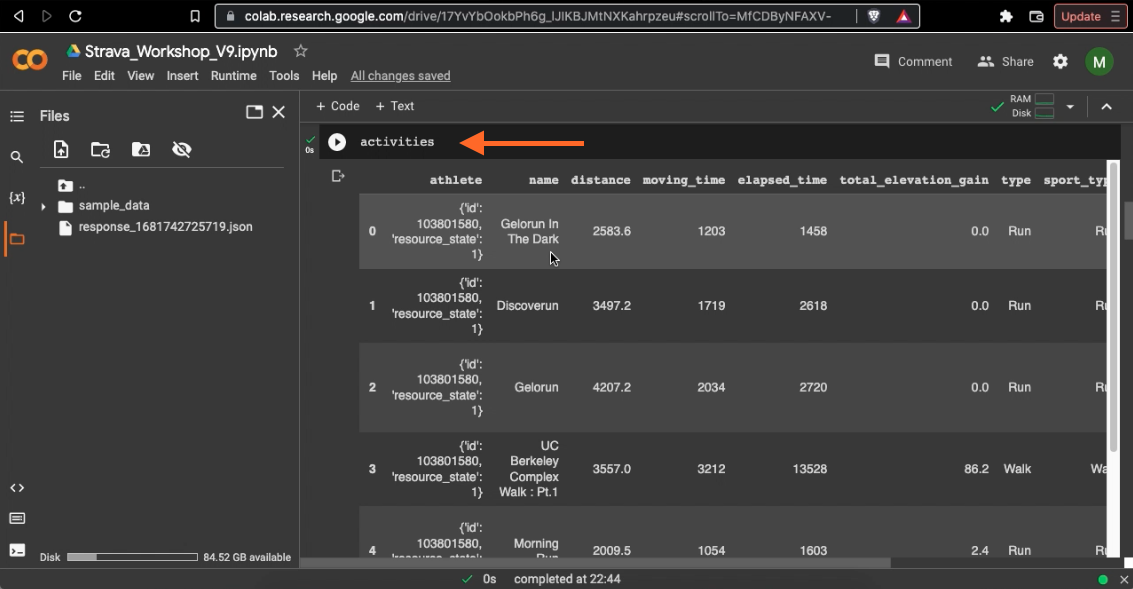 colab.research.google.com/drive/17YvYbOokbPh6g_lJlKBJMtNXKahrpzeu#scrollTo=MfCDByNFAXV-
Update
Strava_Workshop_V9.ipynb
File Edit View Insert Runtime Tools Help All changes saved
Comment Share M
Files
+ Code + Text
RAM
Disk
..
sample_data
response_1681742725719.json
0s
activities
athlete name distance moving_time elapsed_time total_elevation_gain type
0 {'id': 103801580, 'resource_state': 1} Gelorun In The Dark 2583.6 1203 1458 0.0 Run
1 {'id': 103801580, 'resource_state': 1} Discoverun 3497.2 1719 2618 0.0 Run
2 {'id': 103801580, 'resource_state': 1} Gelorun 4207.2 2034 2720 0.0 Run
3 {'id': 103801580, 'resource_state': 1} UC Berkeley Complex Walk : Pt.1 3557.0 3212 13528 86.2 Walk
4 {'id': 103801580, Morning 2009.5 1054 1603 2.4 Run
{x}
<>
Disk 84.52 GB available
0s completed at 22:44